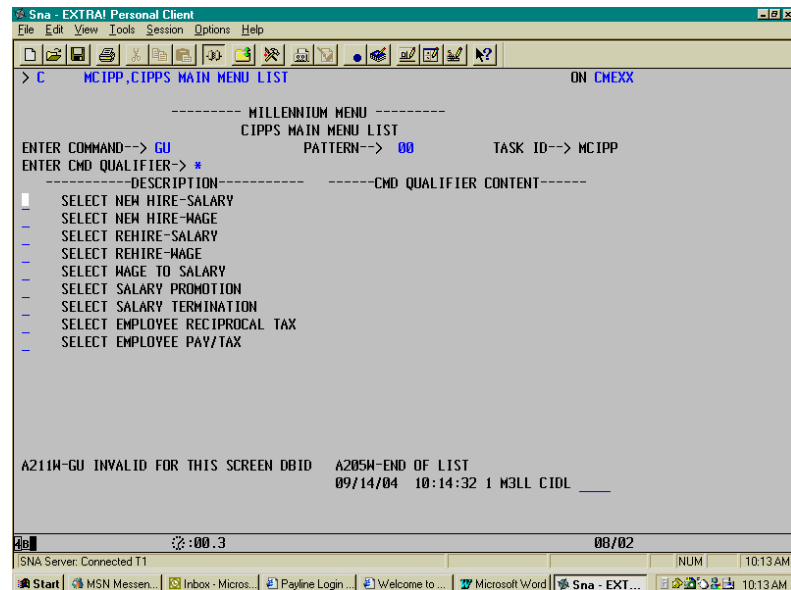 Sna - EXTRA! Personal Client
File Edit View Tools Session Options Help
> C MCIPP,CIPPS MAIN MENU LIST ON CMEXX
--------- MILLENNIUM MENU ---------
CIPPS MAIN MENU LIST
ENTER COMMAND--> GU PATTERN--> 00 TASK ID--> MCIPP
ENTER CMD QUALIFIER-> *
-----------DESCRIPTION----------- ------CMD QUALIFIER CONTENT------
_ SELECT NEW HIRE-SALARY
_ SELECT NEW HIRE-WAGE
_ SELECT REHIRE-SALARY
_ SELECT REHIRE-WAGE
_ SELECT WAGE TO SALARY
_ SELECT SALARY PROMOTION
_ SELECT SALARY TERMINATION
_ SELECT EMPLOYEE RECIPROCAL TAX
_ SELECT EMPLOYEE PAY/TAX
A211W-GU INVALID FOR THIS SCREEN DBID A205W-END OF LIST
09/14/04 10:14:32 1 M3LL CIDL ____
4B :00.3 08/02
SNA Server: Connected T1 NUM 10:13 AM
Start MSN Messen... Inbox - Micros... Payline Login ... Welcome to ... Microsoft Word Sna - EXT... 10:13 AM